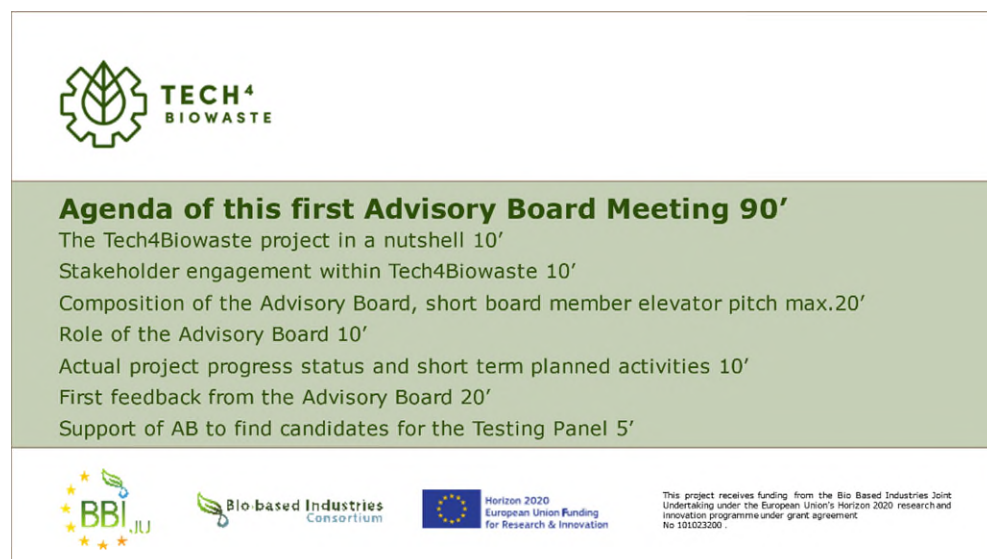 TECH⁴
BIOWASTE
Agenda of this first Advisory Board Meeting 90’
The Tech4Biowaste project in a nutshell 10’
Stakeholder engagement within Tech4Biowaste 10’
Composition of the Advisory Board, short board member elevator pitch max.20’
Role of the Advisory Board 10’
Actual project progress status and short term planned activities 10’
First feedback from the Advisory Board 20’
Support of AB to find candidates for the Testing Panel 5’
BBI JU
Bio-based Industries
Consortium
Horizon 2020
European Union Funding
for Research & Innovation
This project receives funding from the Bio Based Industries Joint
Undertaking under the European Union’s Horizon 2020 research and
innovation programme under grant agreement
No 101023200 .